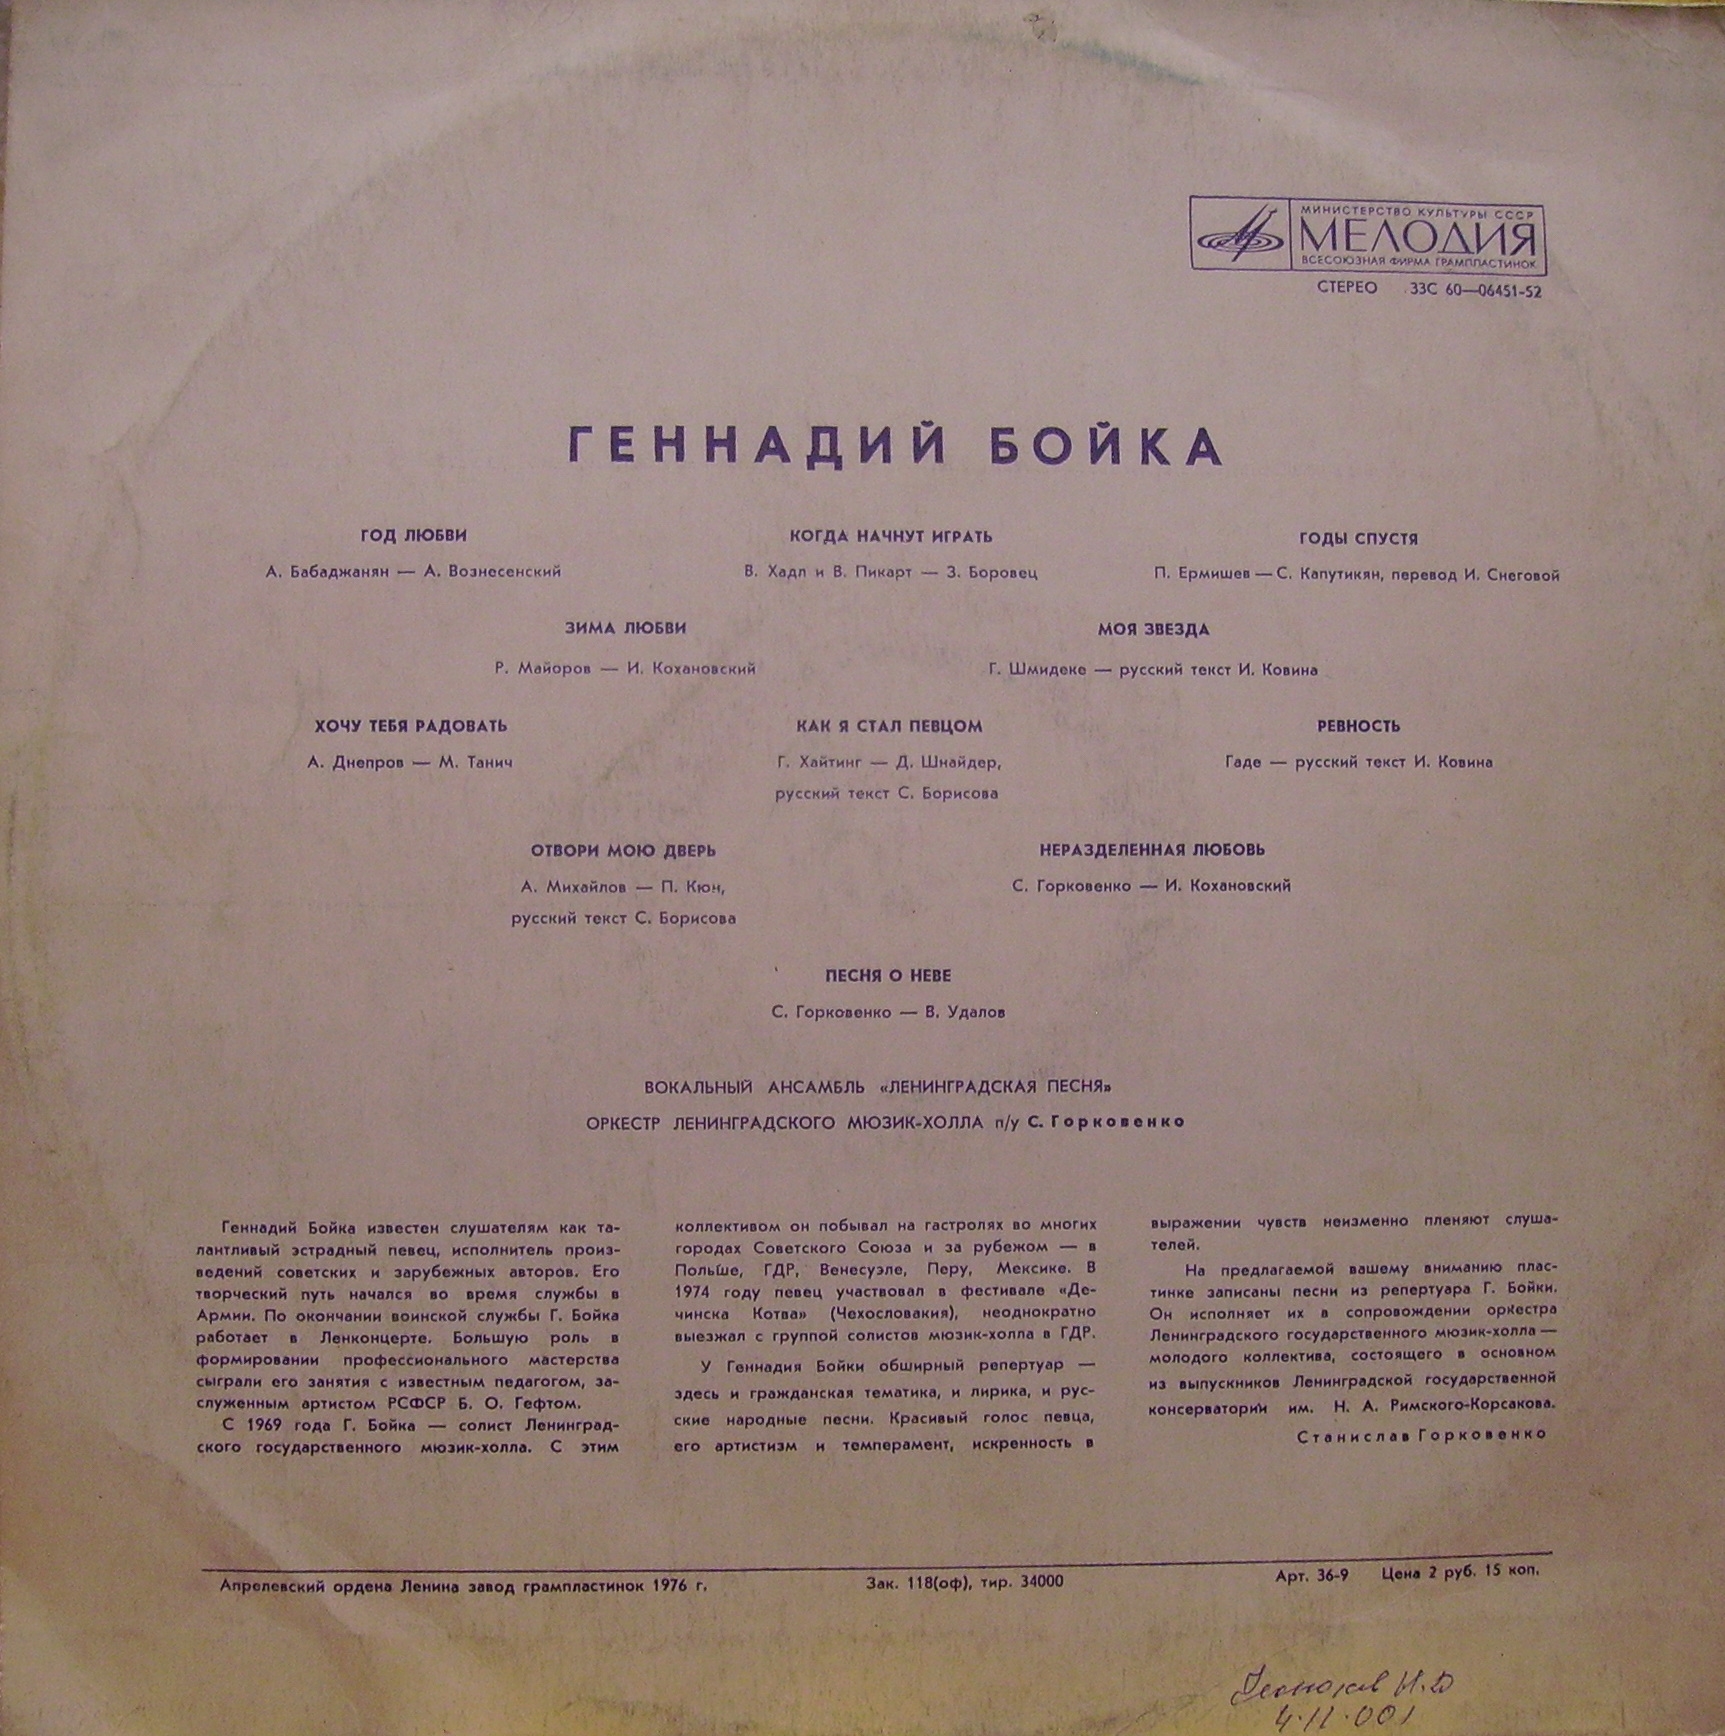 МИНИСТЕРСТВО КУЛЬТУРЫ СССР
МЕЛОДИЯ
ВСЕСОЮЗНАЯ ФИРМА ГРАМПЛАСТИНОК
СТЕРЕО 33С 60—06451-52
ГЕННАДИЙ БОЙКА
ГОД ЛЮБВИ
А. Бабаджанян — А. Вознесенский
КОГДА НАЧНУТ ИГРАТЬ
В. Хадл и В. Пикарт — З. Боровец
ГОДЫ СПУСТЯ
П. Ермишев — С. Капутикян, перевод И. Снеговой
ЗИМА ЛЮБВИ
Р. Майоров — И. Кохановский
МОЯ ЗВЕЗДА
Г. Шмидеке — русский текст И. Ковина
ХОЧУ ТЕБЯ РАДОВАТЬ
А. Днепров — М. Танич
КАК Я СТАЛ ПЕВЦОМ
Г. Хайтинг — Д. Шнайдер,
русский текст С. Борисова
РЕВНОСТЬ
Гаде — русский текст И. Ковина
ОТВОРИ МОЮ ДВЕРЬ
А. Михайлов — П. Кюн,
русский текст С. Борисова
НЕРАЗДЕЛЕННАЯ ЛЮБОВЬ
С. Горковенко — И. Кохановский
ПЕСНЯ О НЕВЕ
С. Горковенко — В. Удалов
ВОКАЛЬНЫЙ АНСАМБЛЬ «ЛЕНИНГРАДСКАЯ ПЕСНЯ»
ОРКЕСТР ЛЕНИНГРАДСКОГО МЮЗИК-ХОЛЛА п/у С. Горковенко
Геннадий Бойка известен слушателям как та-
лантливый эстрадный певец, исполнитель произ-
ведений советских и зарубежных авторов. Его
творческий путь начался во время службы в
Армии. По окончании воинской службы Г. Бойка
работает в Ленконцерте. Большую роль в
формировании профессионального мастерства
сыграли его занятия с известным педагогом, за-
служенным артистом РСФСР Б. О. Гефтом.
С 1969 года Г. Бойка — солист Ленинград-
ского государственного мюзик-холла. С этим
коллективом он побывал на гастролях во многих
городах Советского Союза и за рубежом — в
Польше, ГДР, Венесуэле, Перу, Мексике. В
1974 году певец участвовал в фестивале «Де-
чинска Котва» (Чехословакия), неоднократно
выезжал с группой солистов мюзик-холла в ГДР.
У Геннадия Бойки обширный репертуар —
здесь и гражданская тематика, и лирика, и рус-
ские народные песни. Красивый голос певца,
его артистизм и темперамент, искренность в
выражении чувств неизменно пленяют слуша-
телей.
На предлагаемой вашему вниманию плас-
тинке записаны песни из репертуара Г. Бойки.
Он исполняет их в сопровождении оркестра
Ленинградского государственного мюзик-холла —
молодого коллектива, состоящего в основном
из выпускников Ленинградской государственной
консерватории им. Н. А. Римского-Корсакова.
Станислав Горковенко
Апрелевский ордена Ленина завод грампластинок 1976 г.
Зак. 118(оф), тир. 34000
Арт. 36-9 Цена 2 руб. 15 коп.